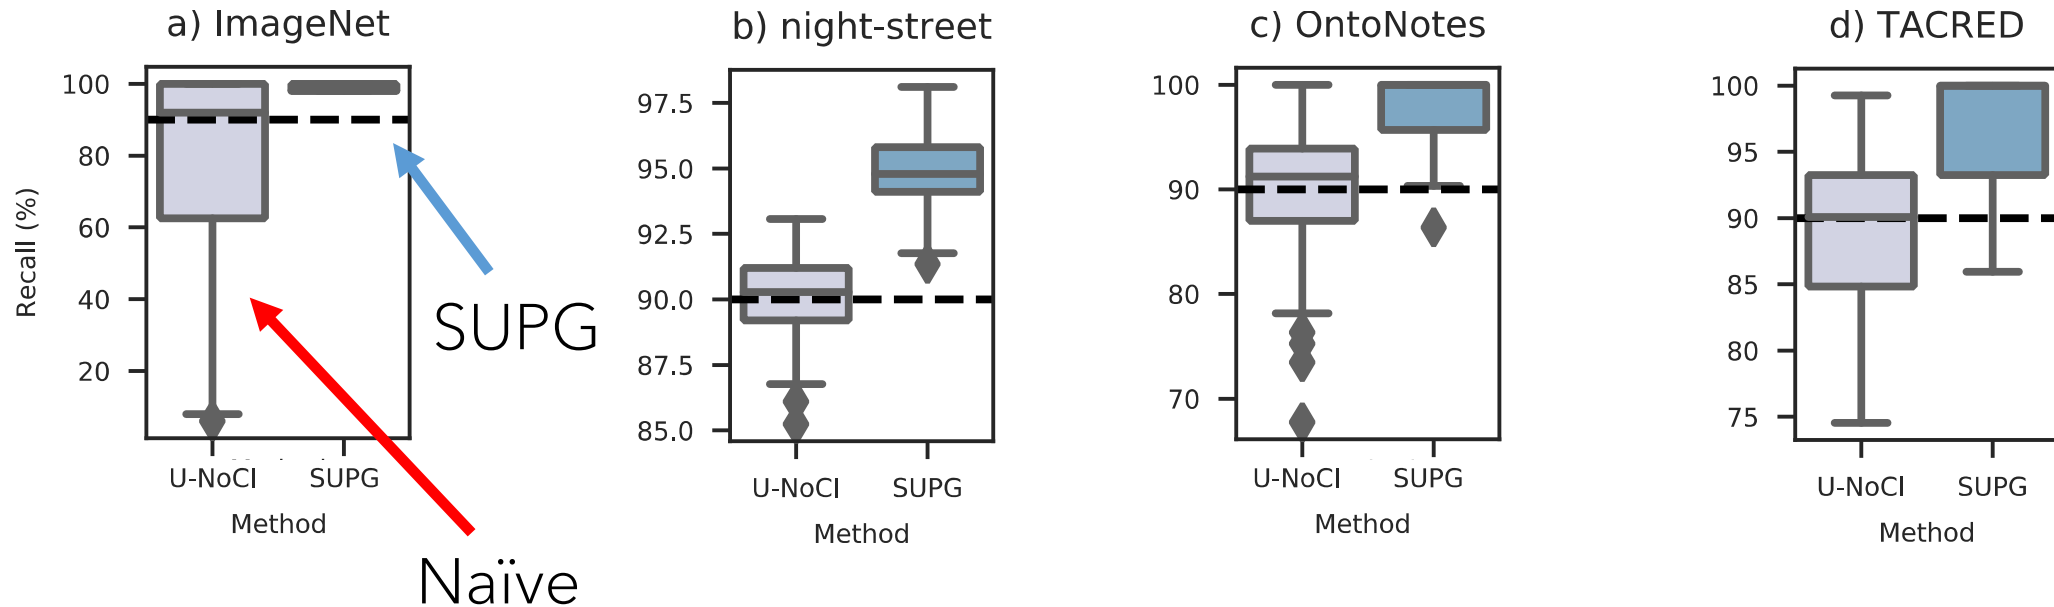 a) ImageNet
b) night-street
c) OntoNotes
d) TACRED
Recall (%)
100
80
60
40
20
U-NoCI
SUPG
Method
SUPG
Naïve
97.5
95.0
92.5
90.0
87.5
85.0
U-NoCI
SUPG
Method
100
90
80
70
U-NoCI
SUPG
Method
100
95
90
85
80
75
U-NoCI
SUPG
Method